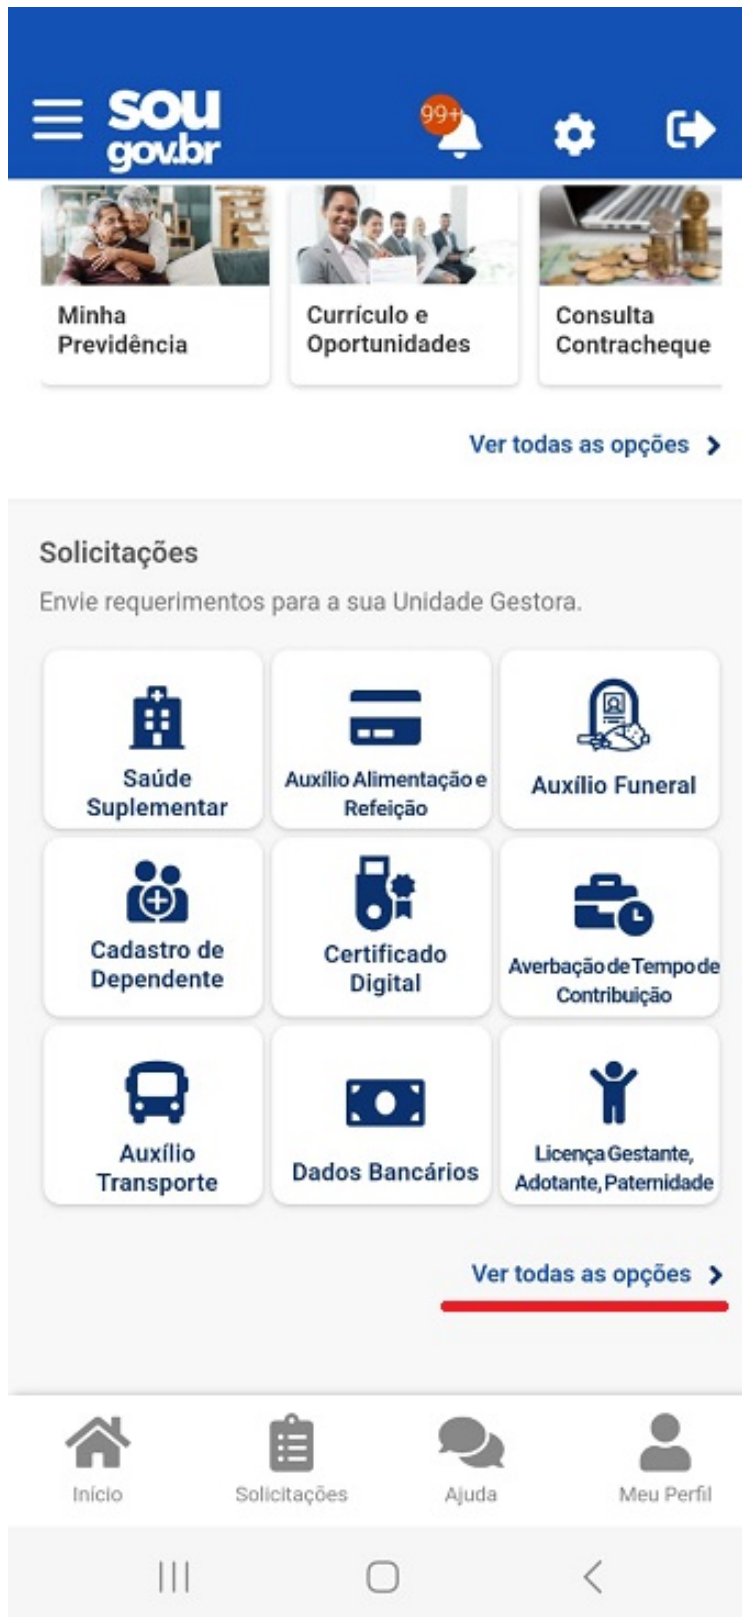 sou
gov.br
99+
Minha
Previdência
Currículo e
Oportunidades
Consulta
Contracheque
Ver todas as opções
Solicitações
Envie requerimentos para a sua Unidade Gestora.
Saúde
Suplementar
Auxílio Alimentação e
Refeição
Auxílio Funeral
Cadastro de
Dependente
Certificado
Digital
Averbação de Tempo de
Contribuição
Auxílio
Transporte
Dados Bancários
Licença Gestante,
Adotante, Paternidade
Ver todas as opções
Início
Solicitações
Ajuda
Meu Perfil